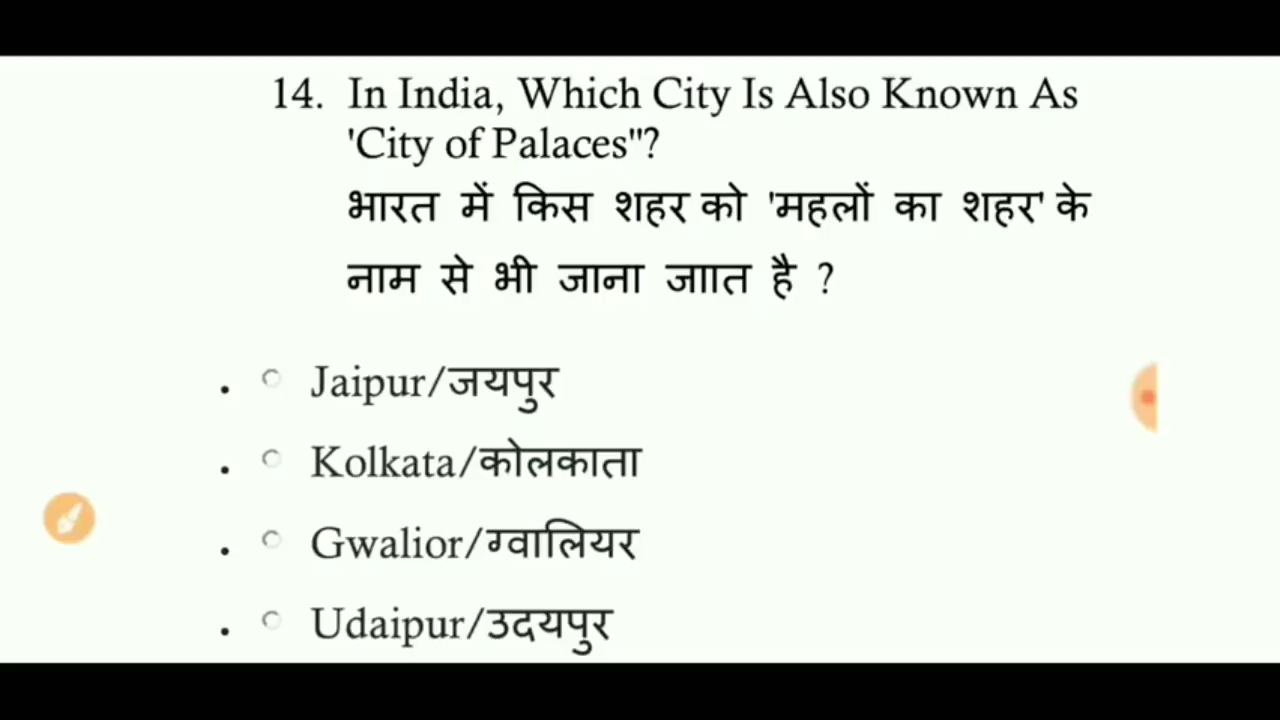 14. In India, Which City Is Also Known As
'City of Palaces"?
भारत में किस शहर को 'महलों का शहर' के
नाम से भी जाना जाात है ?
Jaipur/जयपुर
Kolkata/कोलकाता
Gwalior/ग्वालियर
Udaipur/उदयपुर